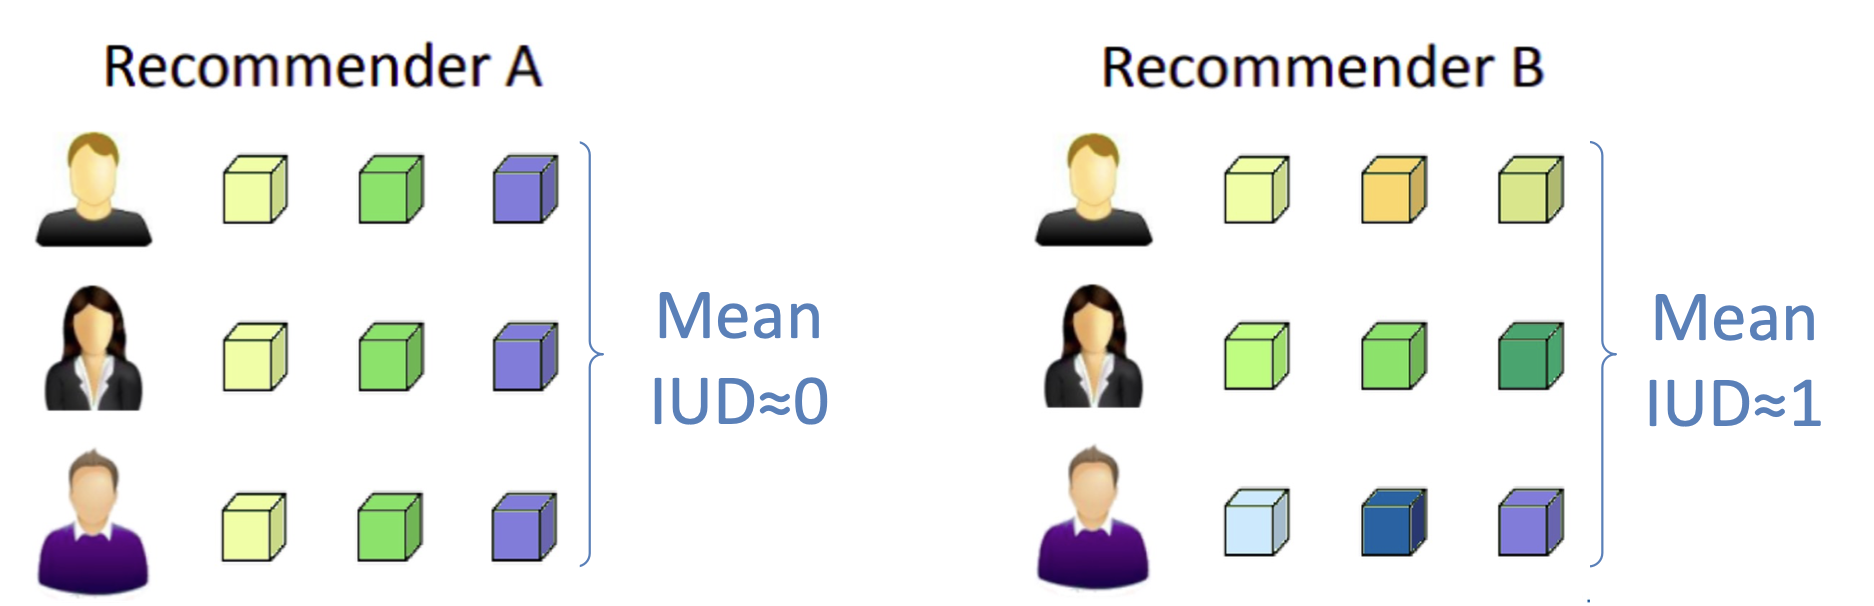 Recommender A
Mean
IUD≈0
Recommender B
Mean
IUD≈1